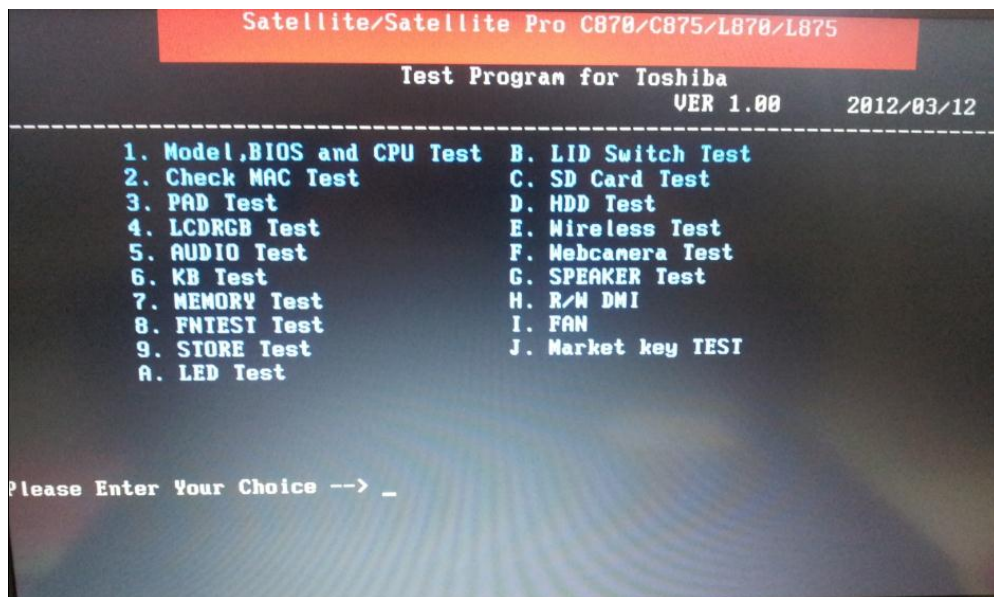 Satellite/Satellite Pro C870/C875/L870/L875
Test Program for Toshiba
VER 1.00 2012/03/12
1. Model,BIOS and CPU Test B. LID Switch Test
2. Check MAC Test C. SD Card Test
3. PAD Test D. HDD Test
4. LCDRGB Test E. Wireless Test
5. AUDIO Test F. Webcamera Test
6. KB Test G. SPEAKER Test
7. MEMORY Test H. R/W DMI
8. FNTEST Test I. FAN
9. STORE Test J. Market key TEST
A. LED Test
Please Enter Your Choice --> _